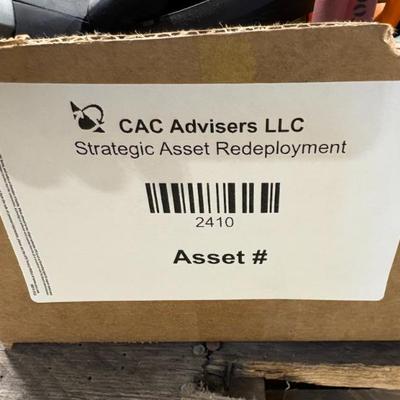 CAC Advisers LLC
Strategic Asset Redeployment
2410
Asset #